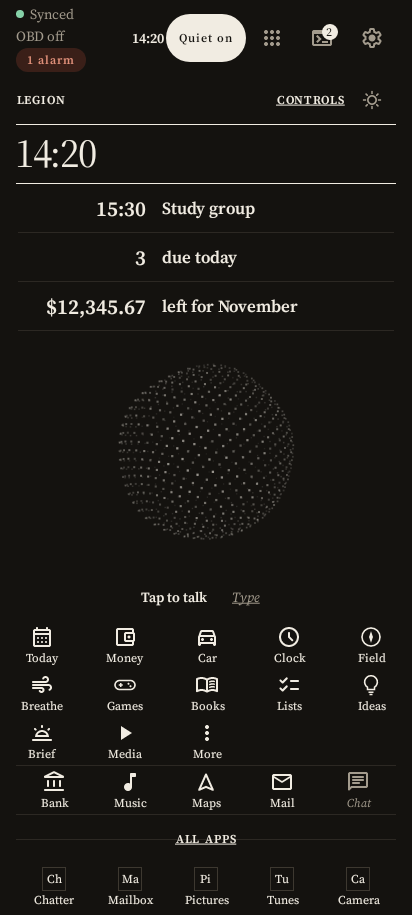 Synced
OBD off
1 alarm
14:20
Quiet on
2
LEGION
CONTROLS
14:20
15:30 Study group
3 due today
$12,345.67 left for November
Tap to talk Type
Today Money Car Clock Field
Breathe Games Books Lists Ideas
Brief Media More
Bank Music Maps Mail Chat
ALL APPS
Ch Ma Pi Tu Ca
Chatter Mailbox Pictures Tunes Camera